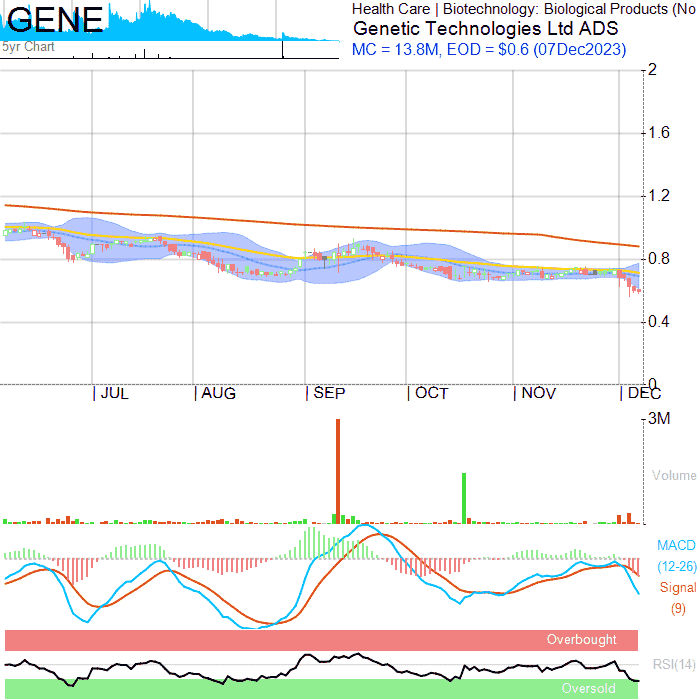 GENE
5yr Chart
Health Care | Biotechnology: Biological Products (No
Genetic Technologies Ltd ADS
MC = 13.8M, EOD = $0.6 (07Dec2023)
2
1.6
1.2
0.8
0.4
0
JUL AUG SEP OCT NOV DEC
3M
Volume
MACD
(12-26)
Signal
(9)
Overbought
RSI(14)
Oversold